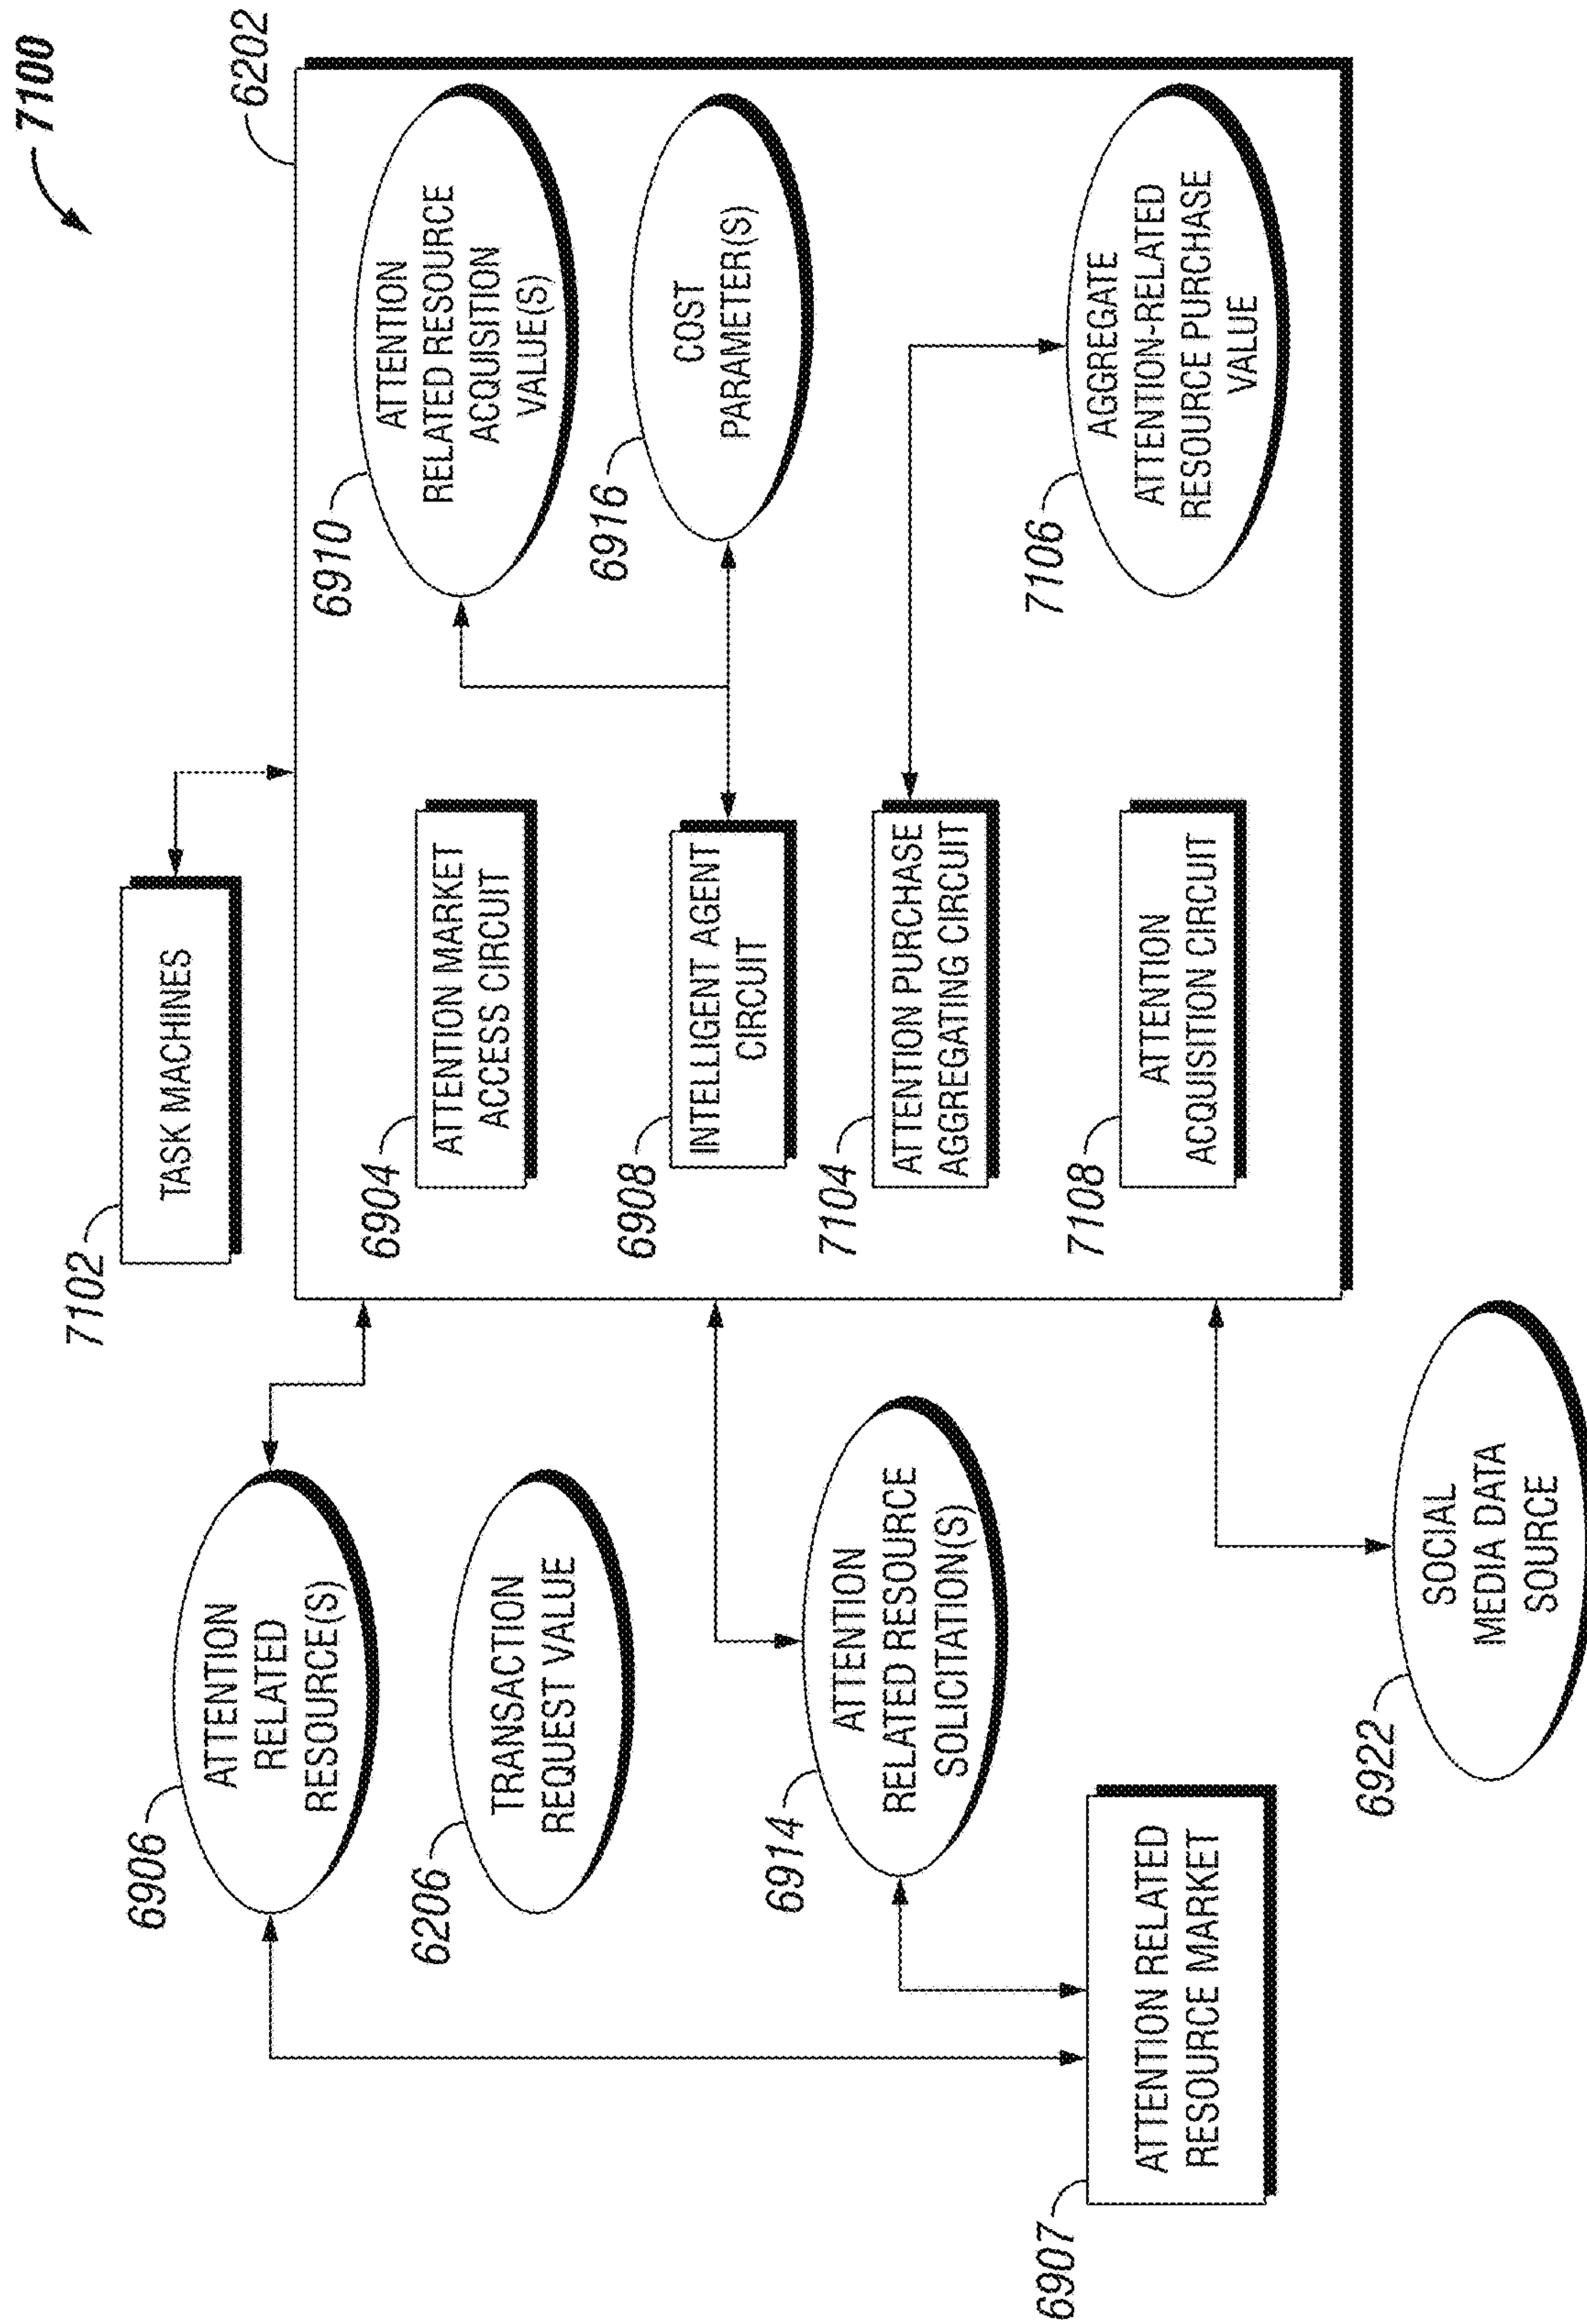 7100
7102
TASK MACHINES
6202
6906
ATTENTION
RELATED
RESOURCE(S)
6206
TRANSACTION
REQUEST VALUE
6914
ATTENTION
RELATED RESOURCE
SOLICITATION(S)
6907
ATTENTION RELATED
RESOURCE MARKET
6922
SOCIAL
MEDIA DATA
SOURCE
6904
ATTENTION MARKET
ACCESS CIRCUIT
6908
INTELLIGENT AGENT
CIRCUIT
7104
ATTENTION PURCHASE
AGGREGATING CIRCUIT
7108
ATTENTION
ACQUISITION CIRCUIT
6910
ATTENTION
RELATED RESOURCE
ACQUISITION
VALUE(S)
6916
COST
PARAMETER(S)
7106
AGGREGATE
ATTENTION-RELATED
RESOURCE PURCHASE
VALUE